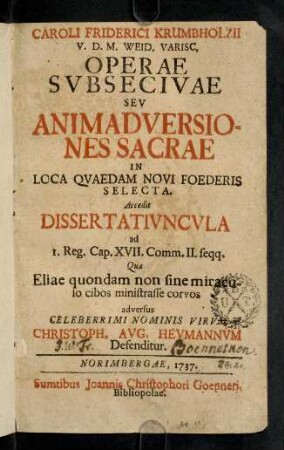 CAROLI FRIDERICI KRUMBHOLZII
V. D. M. WEID. VARISC,
OPERAE
SVBSECIVAE
SEV
ANIMADVERSIO-
NES SACRAE
IN
LOCA QVAEDAM NOVI FOEDERIS
SELECTA.
Accedit
DISSERTATIVNCVLA
ad
1. Reg. Cap. XVII. Comm. II. seqq.
Qua
Eliae quondam non sine miracu-
lo cibos ministrasse corvos
adversus
CELEBERRIMI NOMINIS VIRVM
CHRISTOPH. AVG. HEVMANNVM
Defenditur.
NORIMBERGAE, 1737.
Sumtibus Joannis Christophori Goepneri,
Bibliopolae.